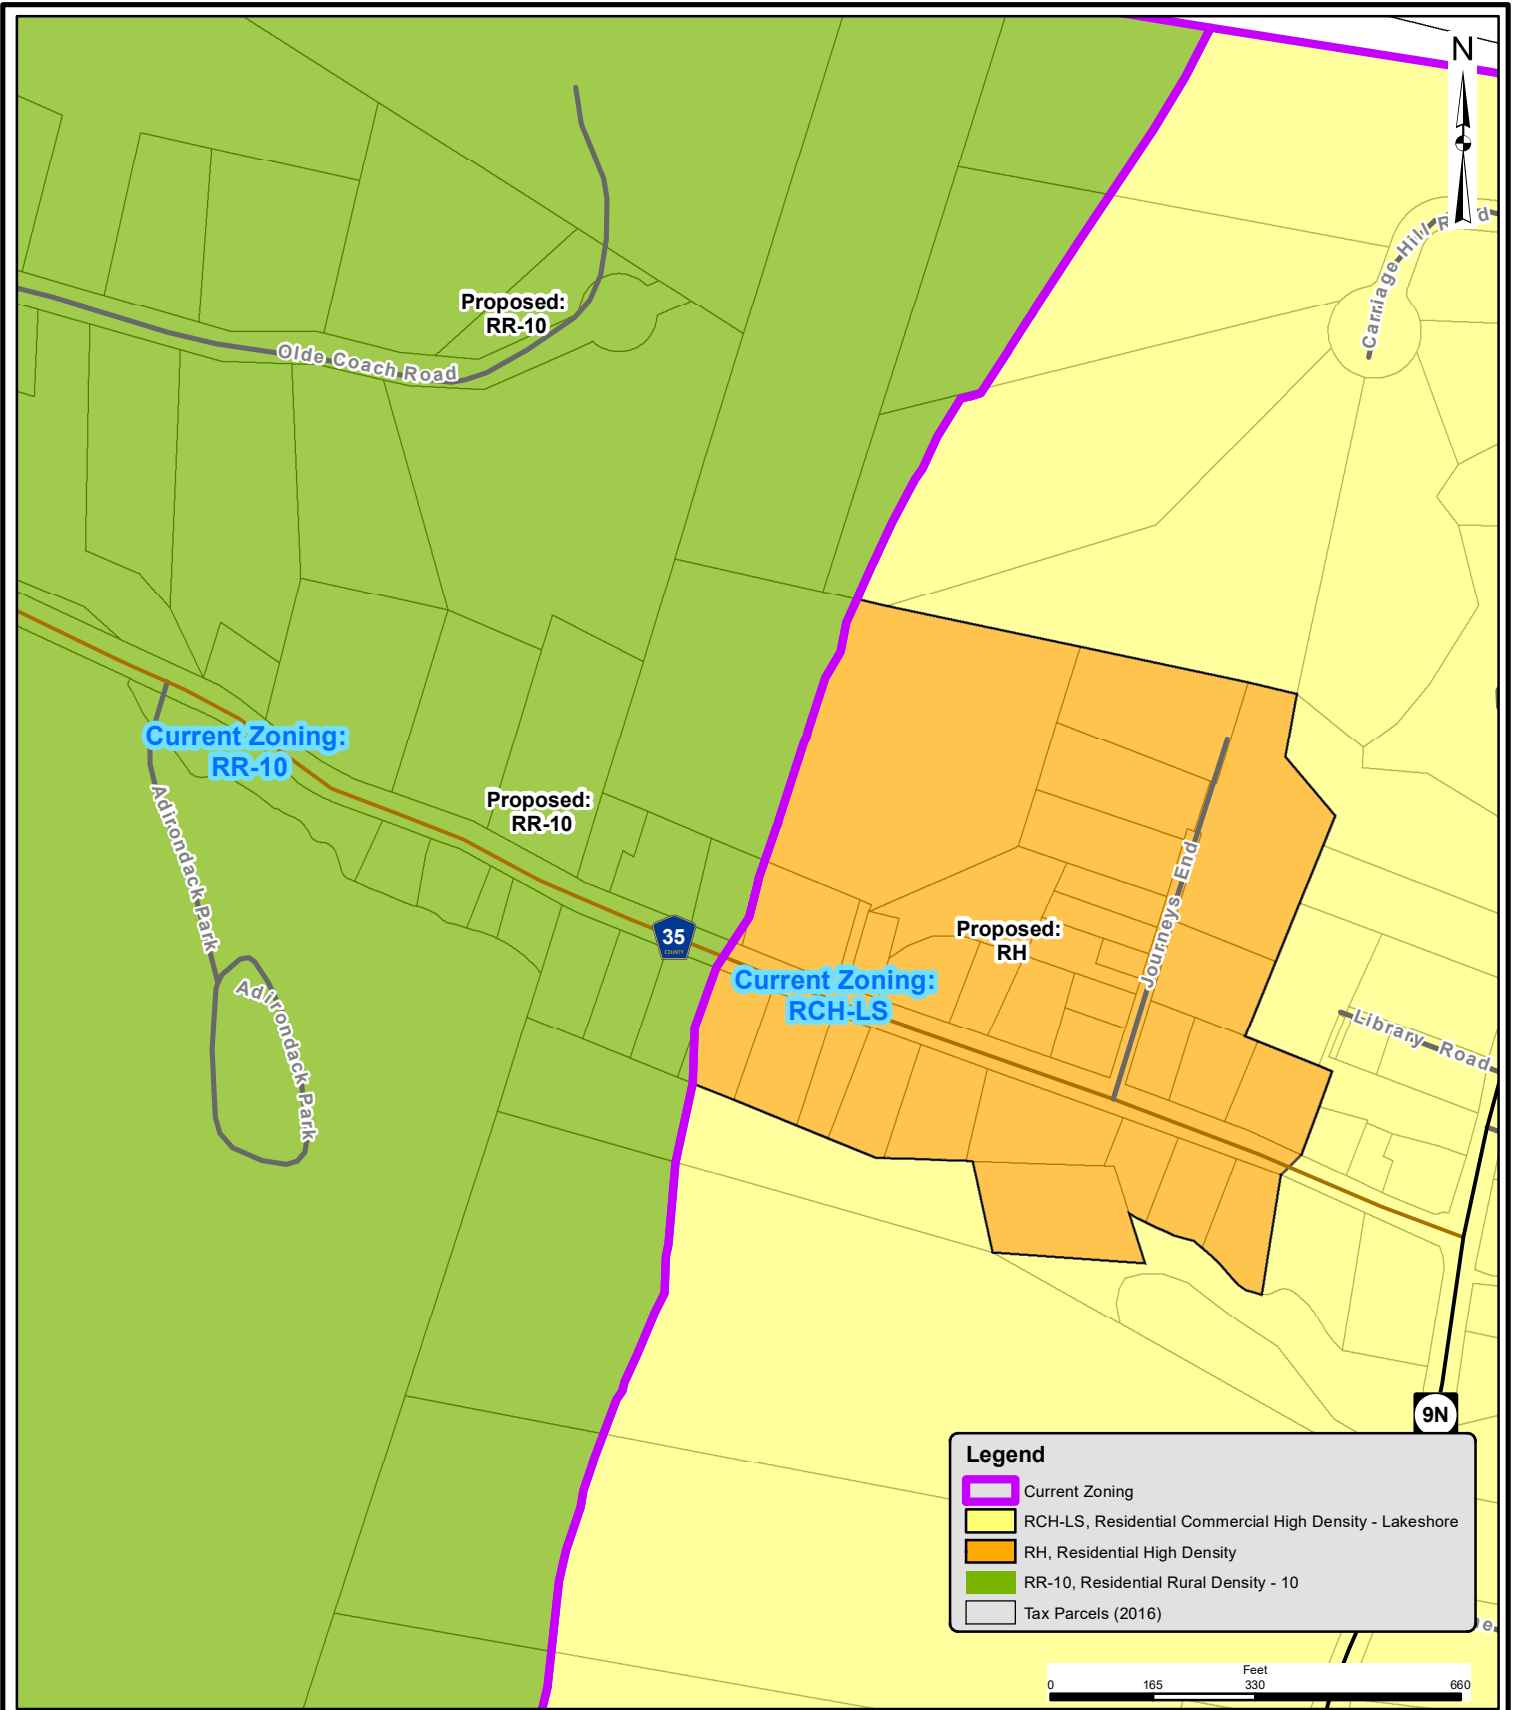 N
Carriage Hill Road
Proposed:
RR-10
Olde Coach Road
Current Zoning:
RR-10
Proposed:
RR-10
Adirondack Park
35
COUNTY
Proposed:
RH
Journeys End
Current Zoning:
RCH-LS
Adirondack Park
Library Road
9N
Legend
Current Zoning
RCH-LS, Residential Commercial High Density - Lakeshore
RH, Residential High Density
RR-10, Residential Rural Density - 10
Tax Parcels (2016)
Feet
0 165 330 660